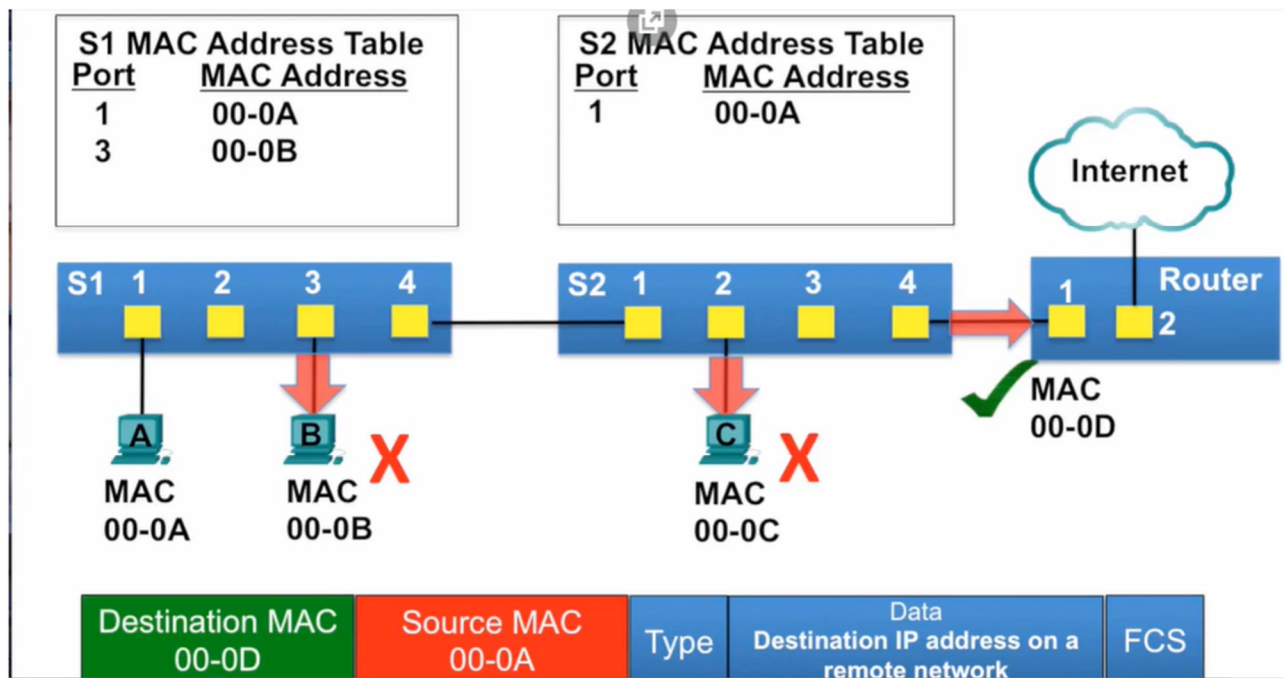 S1 MAC Address Table
Port MAC Address
1 00-0A
3 00-0B
S2 MAC Address Table
Port MAC Address
1 00-0A
Internet
S1 1 2 3 4
S2 1 2 3 4
Router
1
2
A
MAC
00-0A
B
X
MAC
00-0B
C
X
MAC
00-0C
MAC
00-0D
Destination MAC
00-0D
Source MAC
00-0A
Type
Data
Destination IP address on a
remote network
FCS